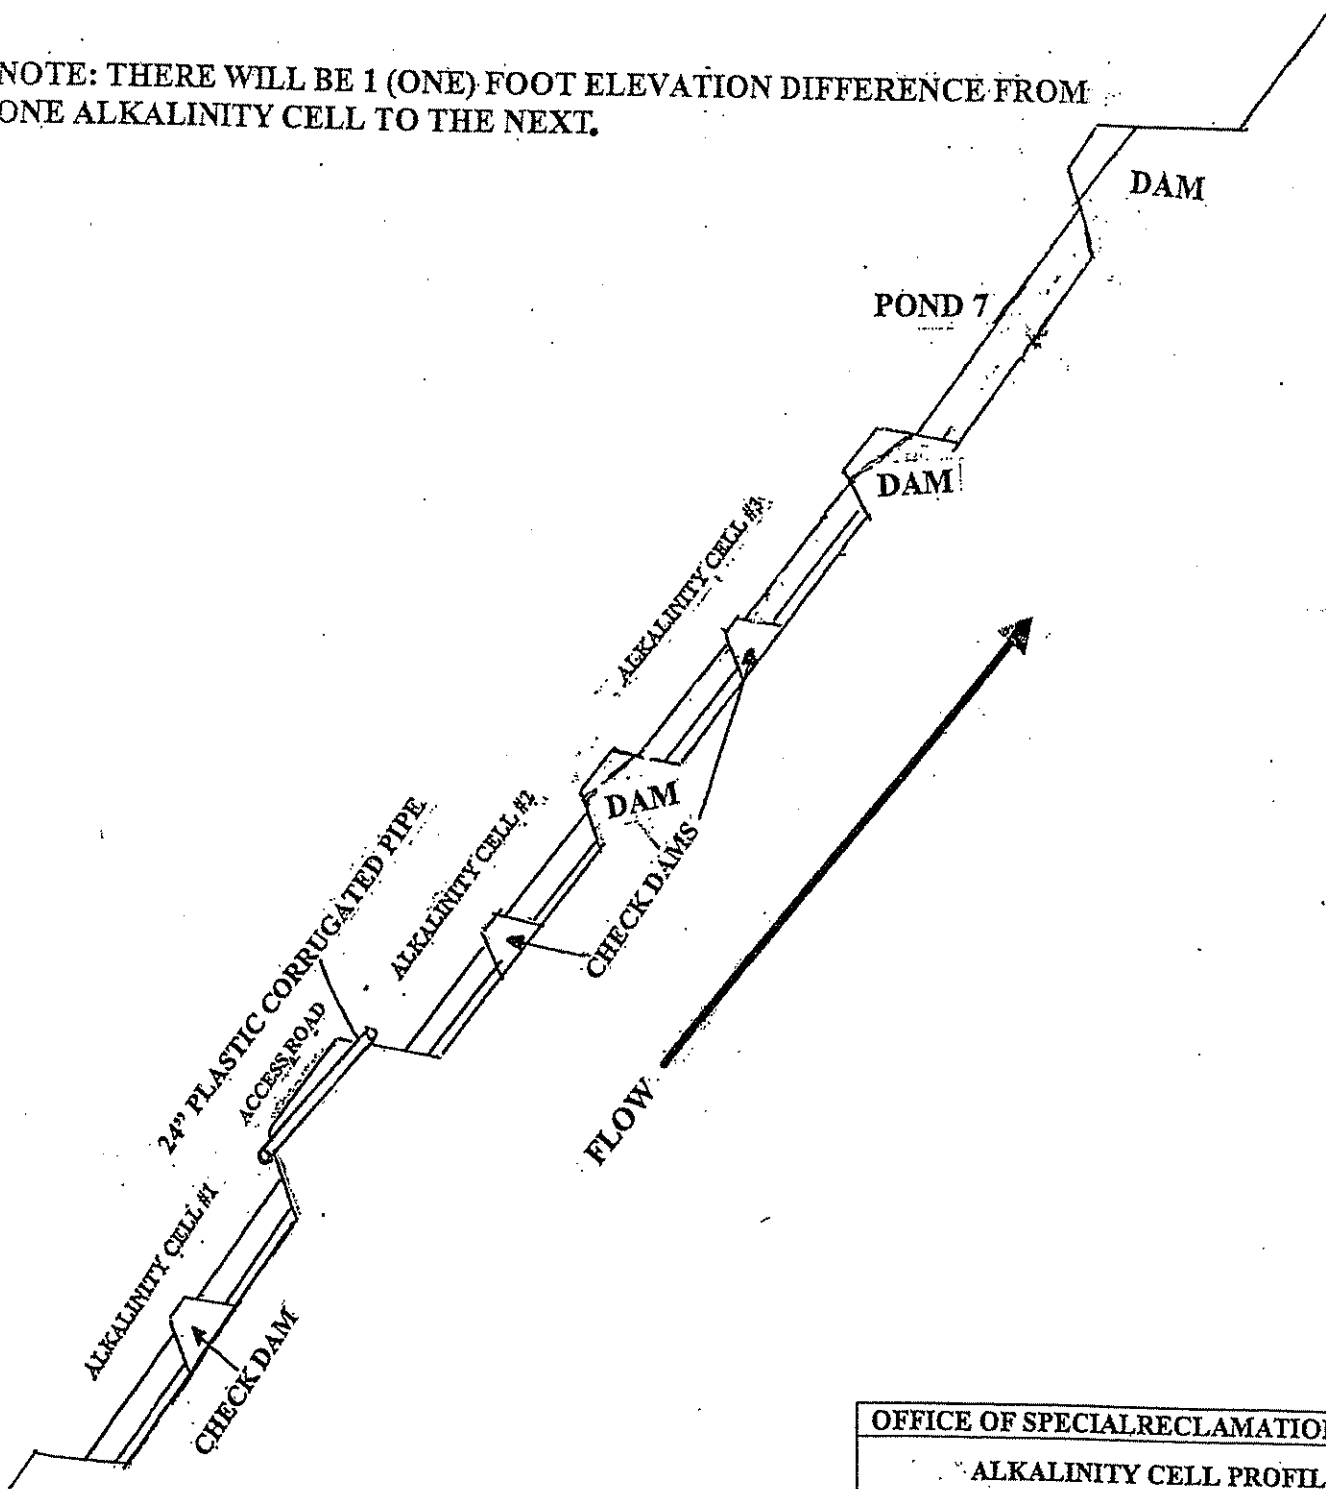 NOTE: THERE WILL BE 1 (ONE) FOOT ELEVATION DIFFERENCE FROM
ONE ALKALINITY CELL TO THE NEXT.
DAM
POND 7
DAM
ALKALINITY CELL #3
DAM
CHECK DAMS
ALKALINITY CELL #2
24" PLASTIC CORRUGATED PIPE
ACCESS ROAD
FLOW
ALKALINITY CELL #1
CHECK DAM
OFFICE OF SPECIALRECLAMATION
ALKALINITY CELL PROFIL